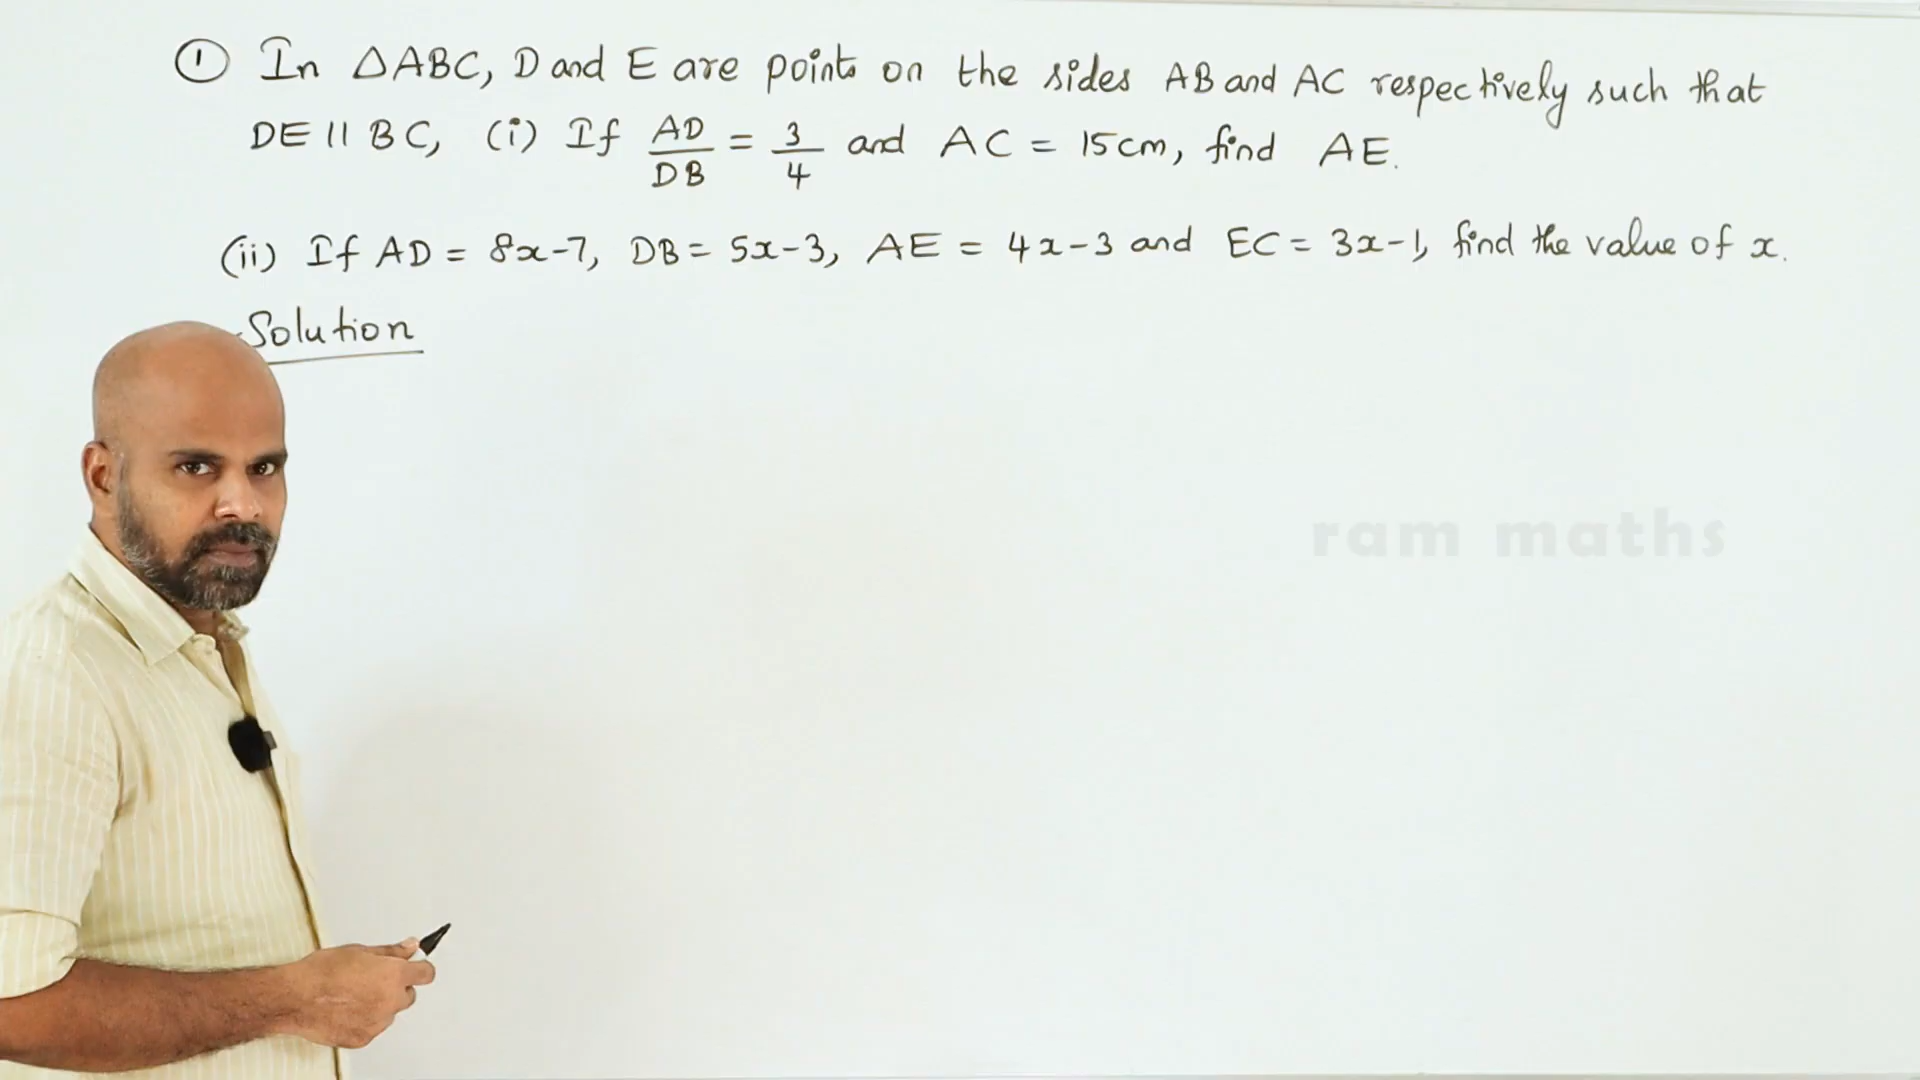 ① In △ABC, D and E are points on the sides AB and AC respectively such that
DE || BC, (i) If AD/DB = 3/4 and AC = 15cm, find AE.
(ii) If AD = 8x-7, DB = 5x-3, AE = 4x-3 and EC = 3x-1, find the value of x.
Solution
ram maths